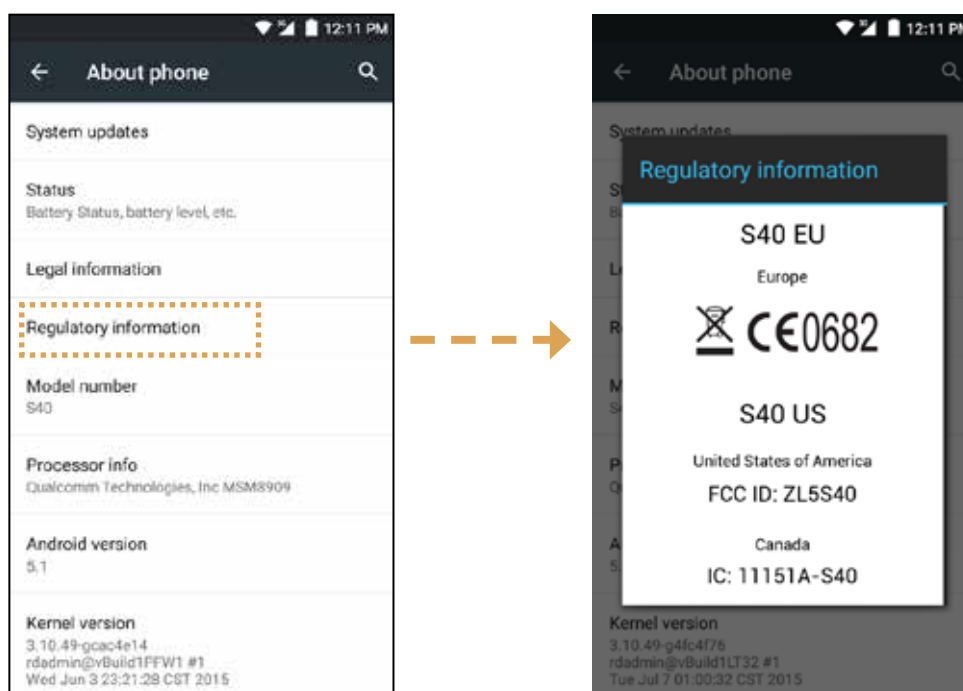 12:11 PM
About phone
System updates
Status
Battery Status, battery level, etc.
Legal information
Regulatory information
Model number
S40
Processor info
Qualcomm Technologies, Inc MSM8909
Android version
5.1
Kernel version
3.10.49-gcac4e14
rdadmin@vBuild1FFW1 #1
Wed Jun 3 23:21:28 CST 2015
12:11 PM
About phone
System updates
Regulatory information
S40 EU
Europe
CE0682
S40 US
United States of America
FCC ID: ZL5S40
Canada
IC: 11151A-S40
Kernel version
3.10.49-g4fc4f76
rdadmin@vBuild1LT32 #1
Tue Jul 7 01:00:32 CST 2015